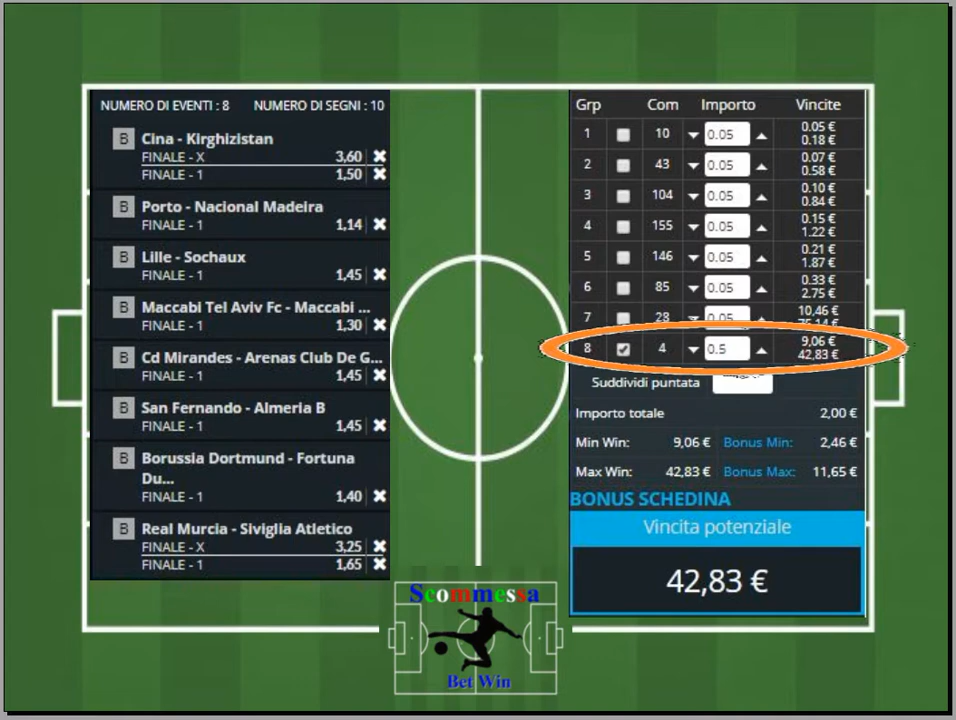 NUMERO DI EVENTI : 8 NUMERO DI SEGNI : 10
B Cina - Kirghizistan
FINALE - X 3,60 ✖
FINALE - 1 1,50 ✖
B Porto - Nacional Madeira
FINALE - 1 1,14 ✖
B Lille - Sochaux
FINALE - 1 1,45 ✖
B Maccabi Tel Aviv Fc - Maccabi ...
FINALE - 1 1,30 ✖
B Cd Mirandes - Arenas Club De G...
FINALE - 1 1,45 ✖
B San Fernando - Almeria B
FINALE - 1 1,45 ✖
B Borussia Dortmund - Fortuna
Du...
FINALE - 1 1,40 ✖
B Real Murcia - Siviglia Atletico
FINALE - X 3,25 ✖
FINALE - 1 1,65 ✖
Grp Com Importo Vincite
1 10 0.05 0.05 €
0.18 €
2 43 0.05 0.07 €
0.58 €
3 104 0.05 0.10 €
0.84 €
4 155 0.05 0.15 €
1.22 €
5 146 0.05 0.21 €
1.87 €
6 85 0.05 0.33 €
2.75 €
7 28 0.05 10,46 €
8 4 0.5 9,06 €
42,83 €
Suddividi puntata
Importo totale 2,00 €
Min Win: 9,06 € Bonus Min: 2,46 €
Max Win: 42,83 € Bonus Max: 11,65 €
BONUS SCHEDINA
Vincita potenziale
42,83 €
Scommessa
Bet Win